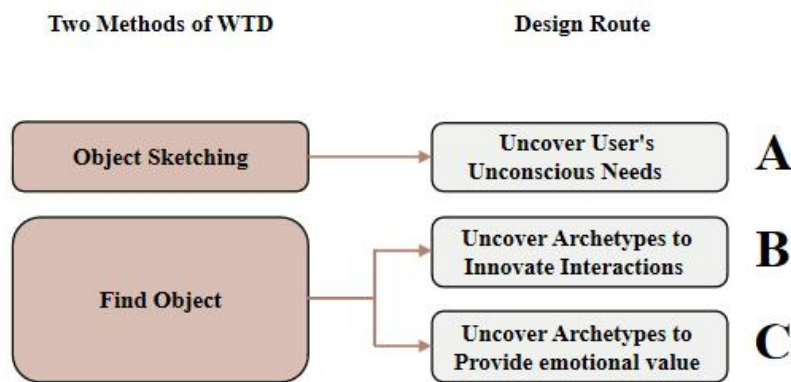 Two Methods of WTD
Design Route
Object Sketching
Uncover User's
Unconscious Needs
A
Find Object
Uncover Archetypes to
Innovate Interactions
B
Uncover Archetypes to
Provide emotional value
C